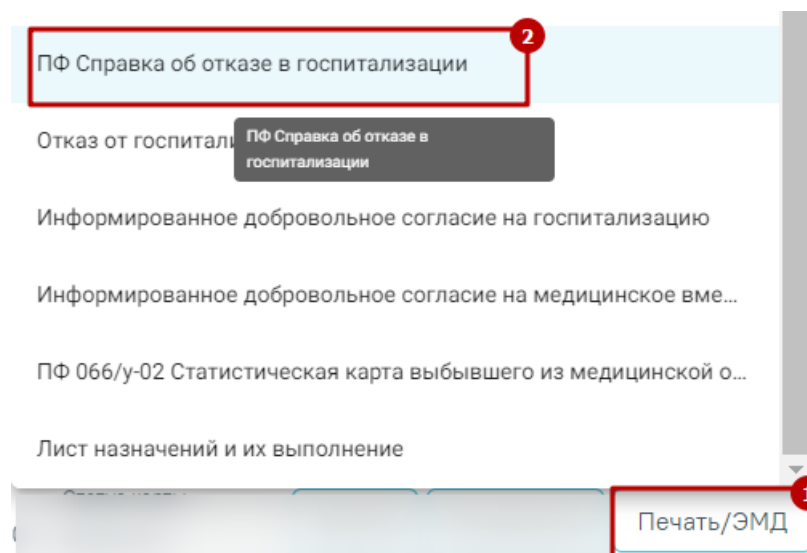 2
ПФ Справка об отказе в госпитализации
Отказ от госпитали
ПФ Справка об отказе в
госпитализации
Информированное добровольное согласие на госпитализацию
Информированное добровольное согласие на медицинское вме...
ПФ 066/у-02 Статистическая карта выбывшего из медицинской о...
Лист назначений и их выполнение
1
Печать/ЭМД